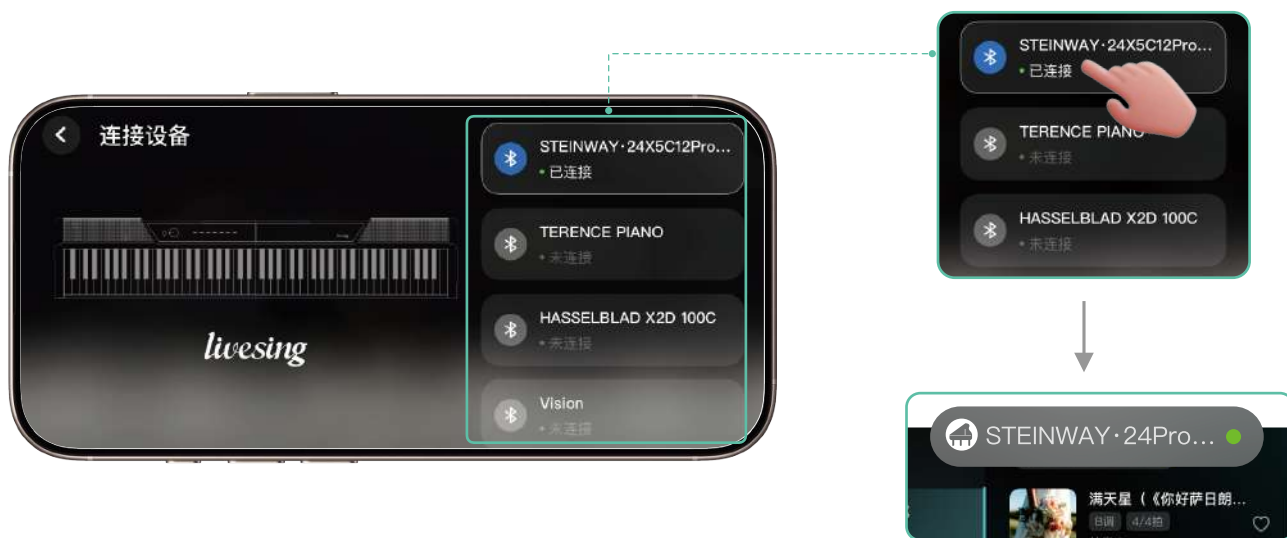 连接设备
livesing
STEINWAY·24X5C12Pro...
• 已连接
TERENCE PIANO
• 未连接
HASSELBLAD X2D 100C
• 未连接
Vision
• 未连接
STEINWAY·24X5C12Pro...
• 已连接
TERENCE PIANO
• 未连接
HASSELBLAD X2D 100C
• 未连接
STEINWAY·24Pro...
满天星（《你好萨日朗...
B调 4/4拍